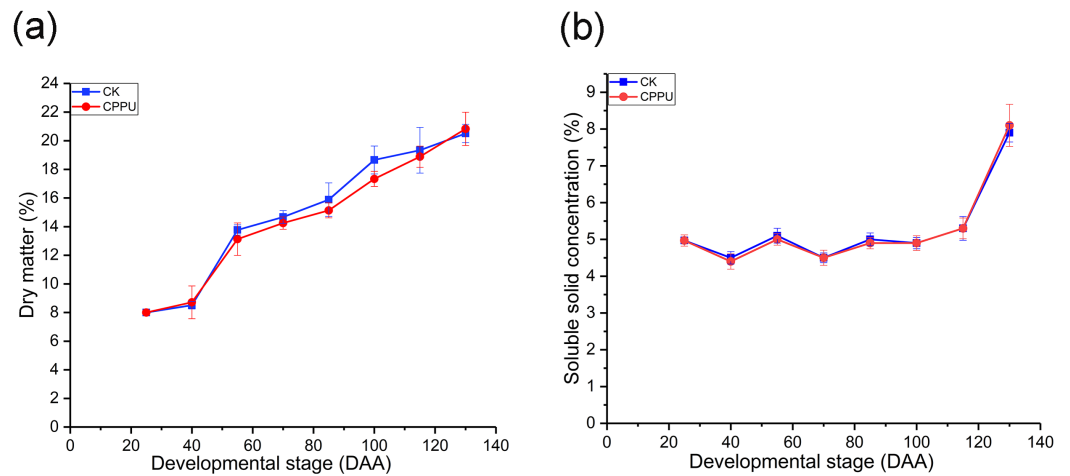 (a)
(b)
CK
CPPU
Dry matter (%)
24
22
20
18
16
14
12
10
8
6
4
2
0
0 20 40 60 80 100 120 140
Developmental stage (DAA)
CK
CPPU
Soluble solid concentration (%)
9
8
7
6
5
4
3
2
1
0
0 20 40 60 80 100 120 140
Developmental stage (DAA)